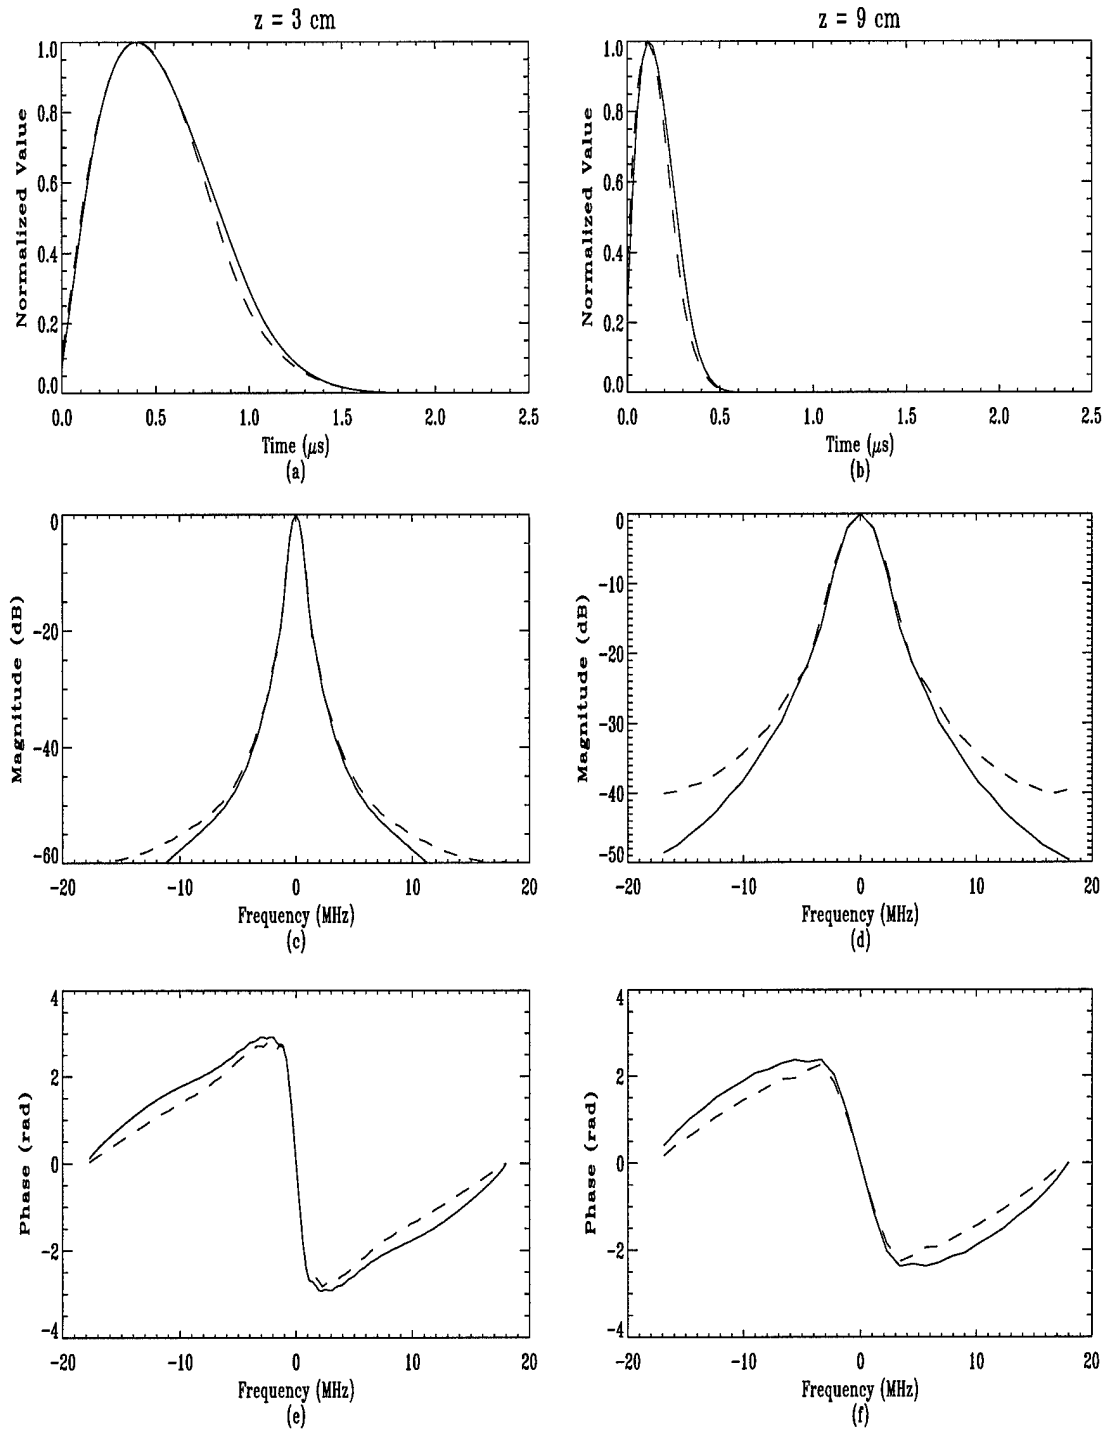 z = 3 cm
z = 9 cm
Normalized Value
1.0
0.8
0.6
0.4
0.2
0.0
0.0 0.5 1.0 1.5 2.0 2.5
Time (μs)
(a)
Normalized Value
1.0
0.8
0.6
0.4
0.2
0.0
0.0 0.5 1.0 1.5 2.0 2.5
Time (μs)
(b)
Magnitude (dB)
0
-20
-40
-60
-20 -10 0 10 20
Frequency (MHz)
(c)
Magnitude (dB)
0
-10
-20
-30
-40
-50
-20 -10 0 10 20
Frequency (MHz)
(d)
Phase (rad)
4
2
0
-2
-4
-20 -10 0 10 20
Frequency (MHz)
(e)
Phase (rad)
4
2
0
-2
-4
-20 -10 0 10 20
Frequency (MHz)
(f)